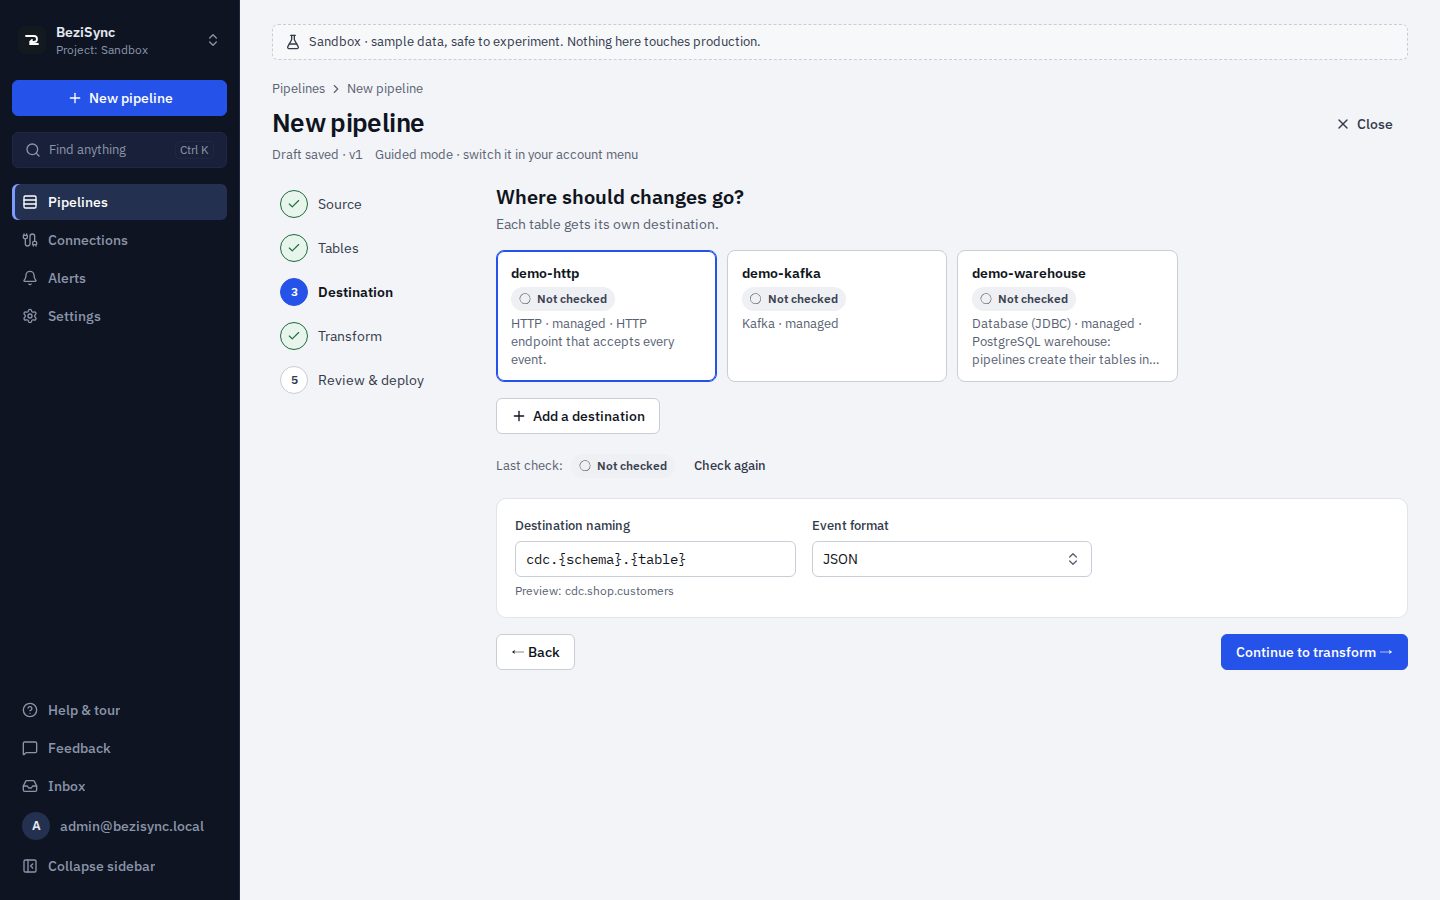 BeziSync
Project: Sandbox
New pipeline
Find anything
Ctrl K
Pipelines
Connections
Alerts
Settings
Help & tour
Feedback
Inbox
A
admin@bezisync.local
Collapse sidebar
Sandbox · sample data, safe to experiment. Nothing here touches production.
Pipelines > New pipeline
New pipeline
Close
Draft saved · v1 Guided mode · switch it in your account menu
Source
Tables
3 Destination
Transform
5 Review & deploy
Where should changes go?
Each table gets its own destination.
demo-http
Not checked
HTTP · managed · HTTP
endpoint that accepts every
event.
demo-kafka
Not checked
Kafka · managed
demo-warehouse
Not checked
Database (JDBC) · managed ·
PostgreSQL warehouse:
pipelines create their tables in...
Add a destination
Last check: Not checked Check again
Destination naming
cdc.{schema}.{table}
Preview: cdc.shop.customers
Event format
JSON
← Back
Continue to transform →